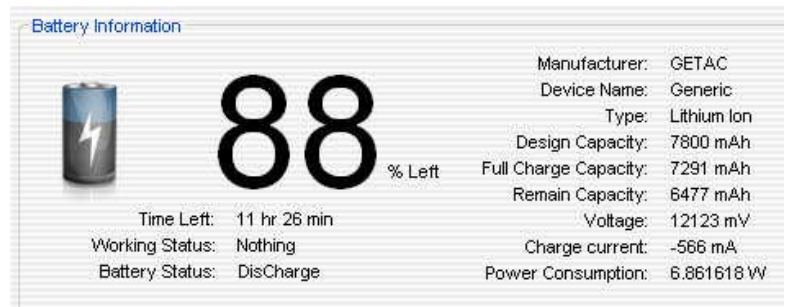 Battery Information
88 % Left
Time Left: 11 hr 26 min
Working Status: Nothing
Battery Status: DisCharge
Manufacturer: GETAC
Device Name: Generic
Type: Lithium Ion
Design Capacity: 7800 mAh
Full Charge Capacity: 7291 mAh
Remain Capacity: 6477 mAh
Voltage: 12123 mV
Charge current: -566 mA
Power Consumption: 6.861618 W